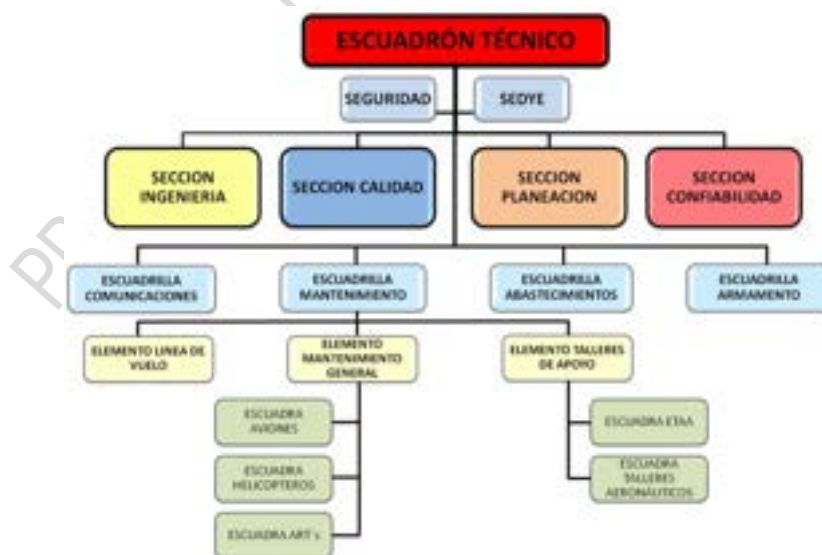 ESCUADRÓN TÉCNICO
SEGURIDAD
SEDYE
SECCION
INGENIERIA
SECCION CALIDAD
SECCION
PLANEACION
SECCION
CONFIABILIDAD
ESCUADRILLA
COMUNICACIONES
ESCUADRILLA
MANTENIMIENTO
ESCUADRILLA
ABASTECIMIENTOS
ESCUADRILLA
ARMAMENTO
ELEMENTO LINEA DE
VUELO
ELEMENTO
MANTENIMIENTO
GENERAL
ELEMENTO TALLERES
DE APOYO
ESCUADRA
AVIONES
ESCUADRA
HELICOPTEROS
ESCUADRA ART´s
ESCUADRA ETAA
ESCUADRA
TALLERES
AERONÁUTICOS